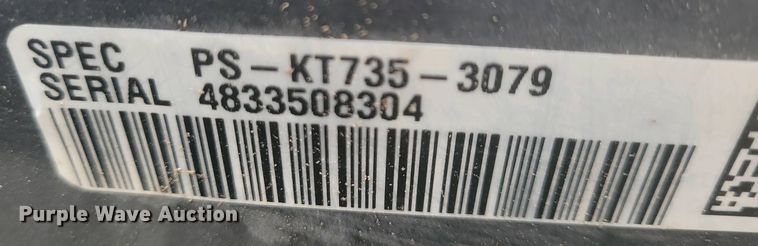 SPEC PS-KT735-3079
SERIAL 4833508304
Purple Wave Auction